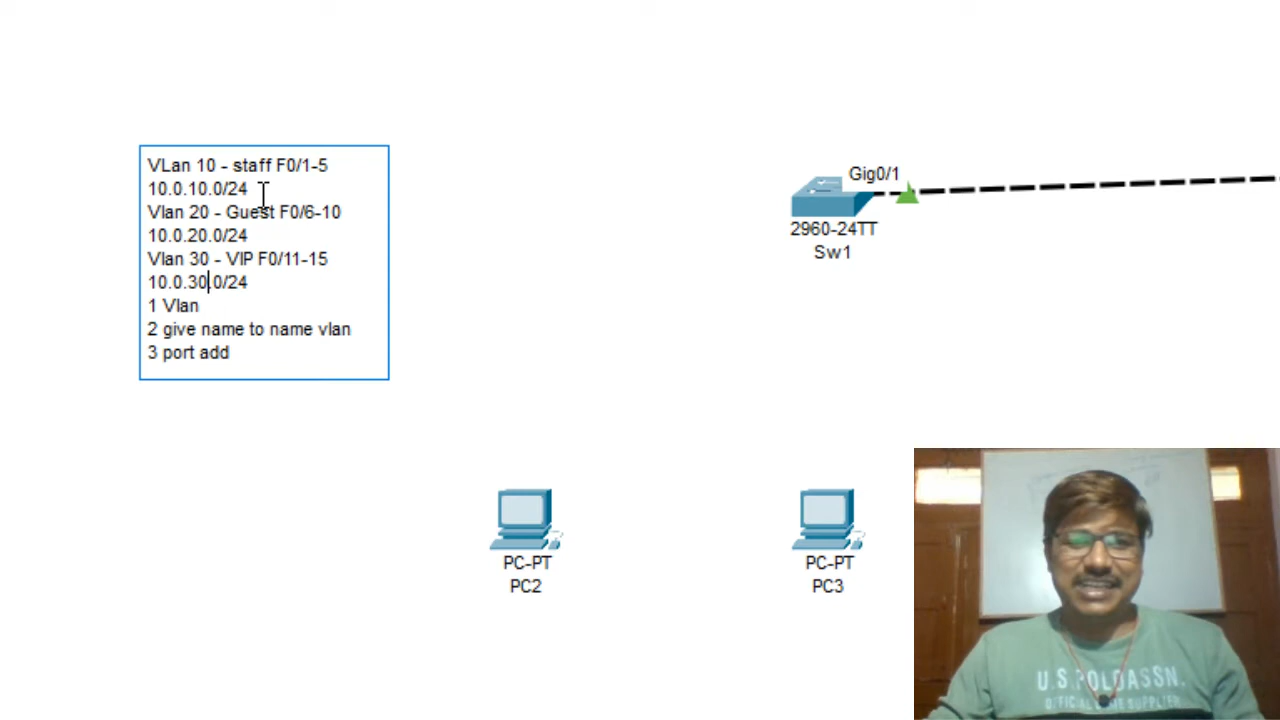 VLan 10 - staff F0/1-5
10.0.10.0/24
Vlan 20 - Guest F0/6-10
10.0.20.0/24
Vlan 30 - VIP F0/11-15
10.0.30.0/24
1 Vlan
2 give name to name vlan
3 port add
Gig0/1
2960-24TT
Sw1
PC-PT
PC2
PC-PT
PC3
U.S. POLO ASSN.